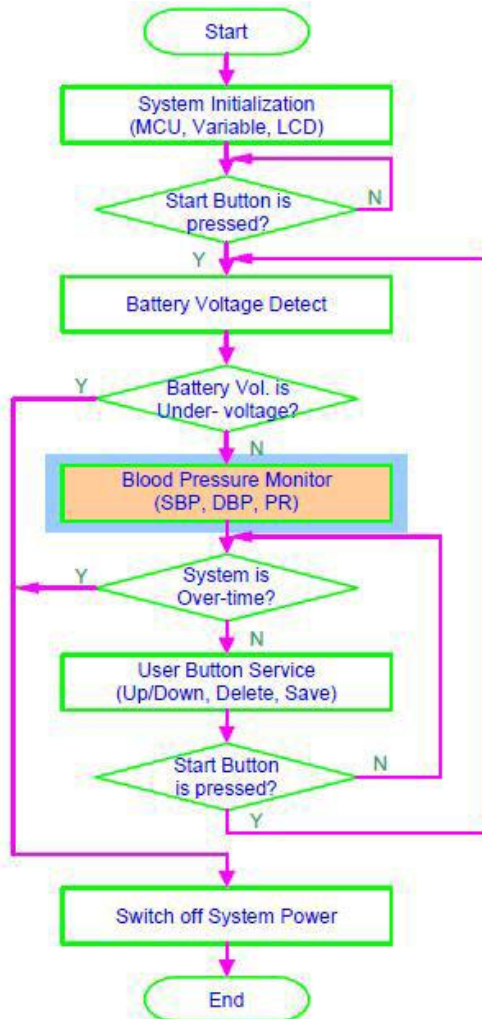 Start
System Initialization
(MCU, Variable, LCD)
N
Start Button is
pressed?
Y
Battery Voltage Detect
Y
Battery Vol. is
Under- voltage?
N
Blood Pressure Monitor
(SBP, DBP, PR)
Y
System is
Over-time?
N
User Button Service
(Up/Down, Delete, Save)
Start Button
is pressed?
N
Y
Switch off System Power
End